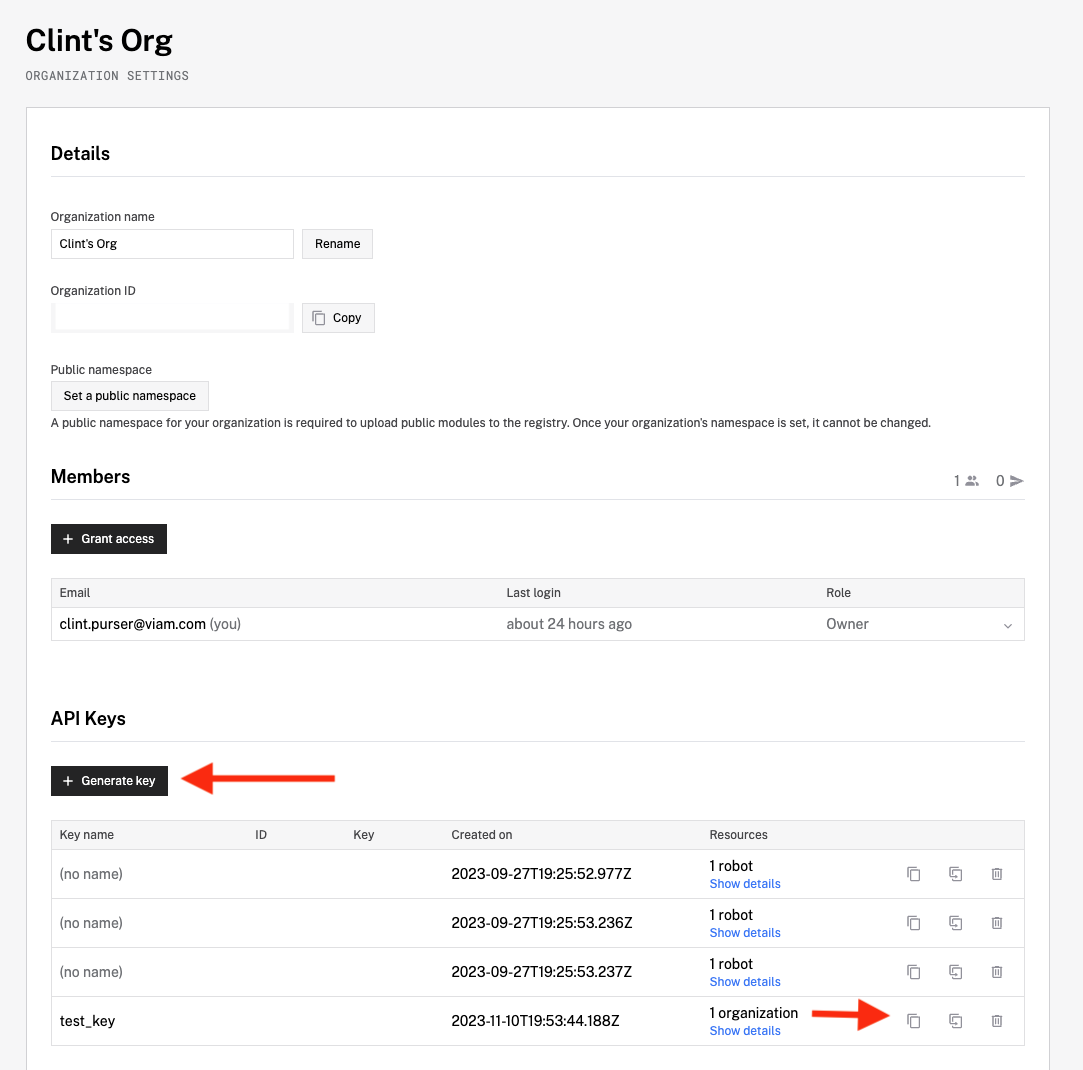 Clint's Org
ORGANIZATION SETTINGS
Details
Organization name
Clint's Org Rename
Organization ID
Copy
Public namespace
Set a public namespace
A public namespace for your organization is required to upload public modules to the registry. Once your organization's namespace is set, it cannot be changed.
Members 1 0
+ Grant access
Email Last login Role
clint.purser@viam.com (you) about 24 hours ago Owner
API Keys
+ Generate key
Key name ID Key Created on Resources
(no name) 2023-09-27T19:25:52.977Z 1 robot
Show details
(no name) 2023-09-27T19:25:53.236Z 1 robot
Show details
(no name) 2023-09-27T19:25:53.237Z 1 robot
Show details
test_key 2023-11-10T19:53:44.188Z 1 organization
Show details